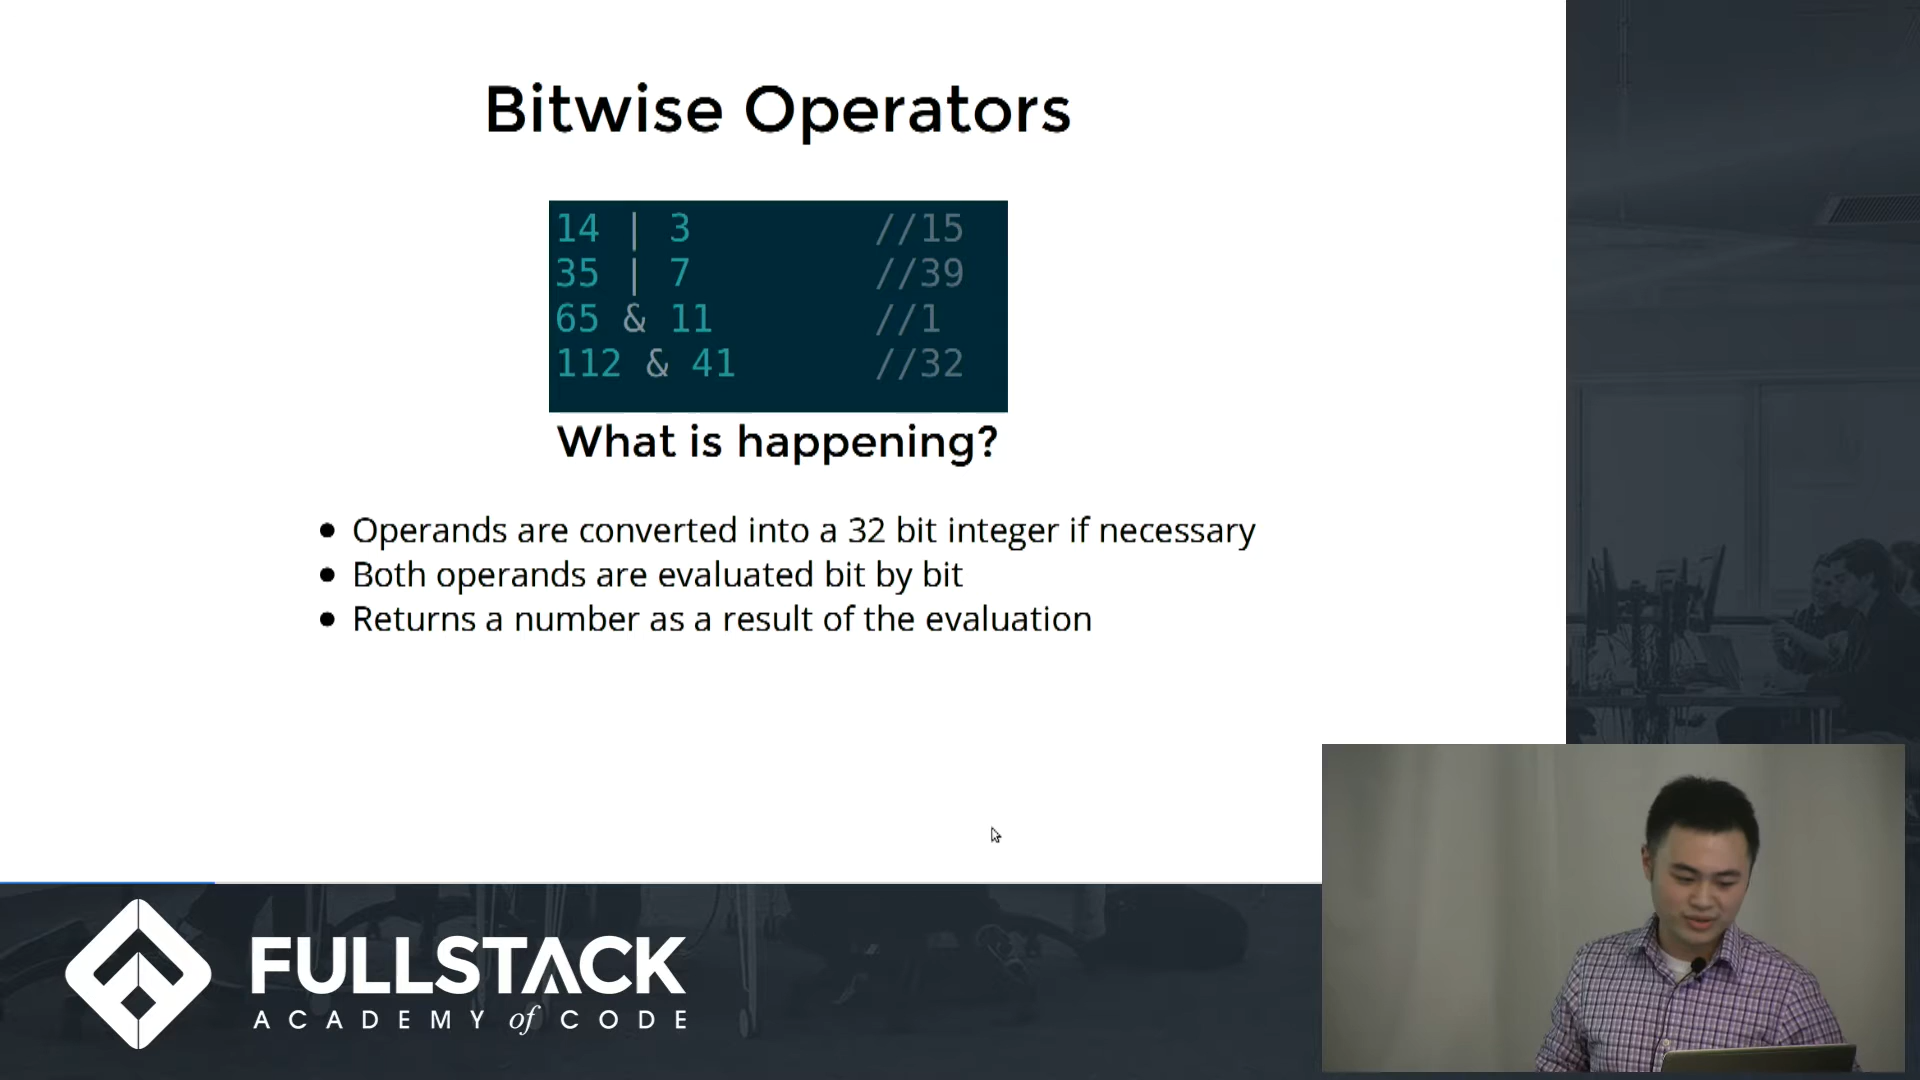 Bitwise Operators
14 | 3 //15
35 | 7 //39
65 & 11 //1
112 & 41 //32
What is happening?
• Operands are converted into a 32 bit integer if necessary
• Both operands are evaluated bit by bit
• Returns a number as a result of the evaluation
FULLSTACK
ACADEMY of CODE